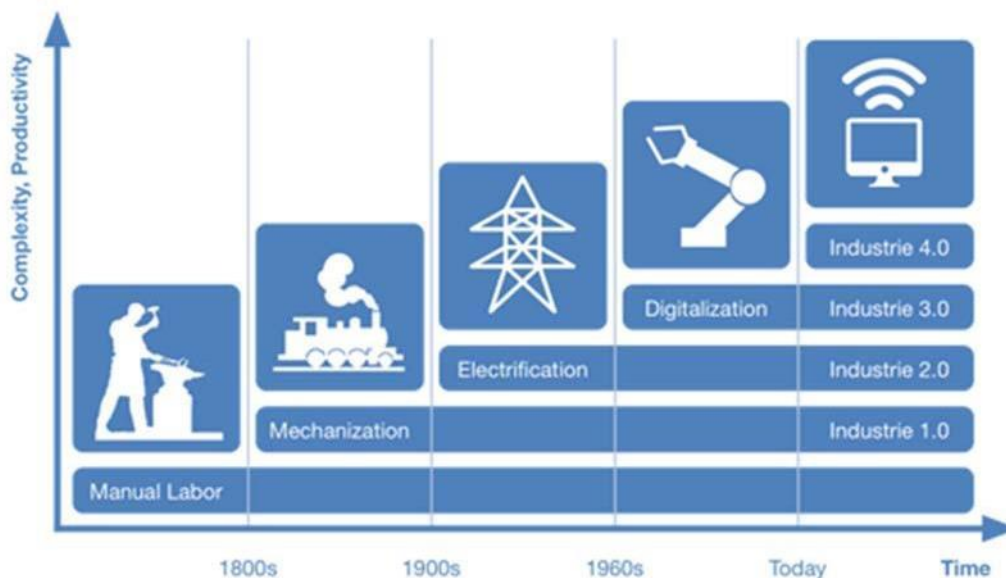 Complexity, Productivity
Industrie 4.0
Digitalization Industrie 3.0
Electrification Industrie 2.0
Mechanization Industrie 1.0
Manual Labor
1800s 1900s 1960s Today Time